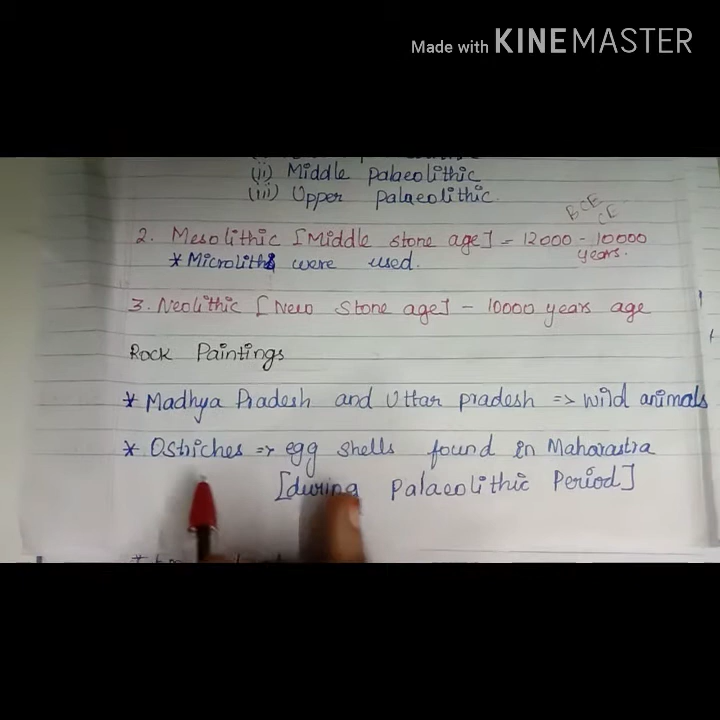 Made with KINEMASTER
(ii) Middle palaeolithic
(iii) Upper palaeolithic.
BCE
CE
2. Mesolithic [Middle stone age] - 12000 - 10000
years.
* Microliths were used.
3. Neolithic [New Stone age] - 10000 years age
Rock Paintings
* Madhya Pradesh and Uttar pradesh => wild animals
* Ostriches => egg shells found in Maharastra
[during palaeolithic Period]